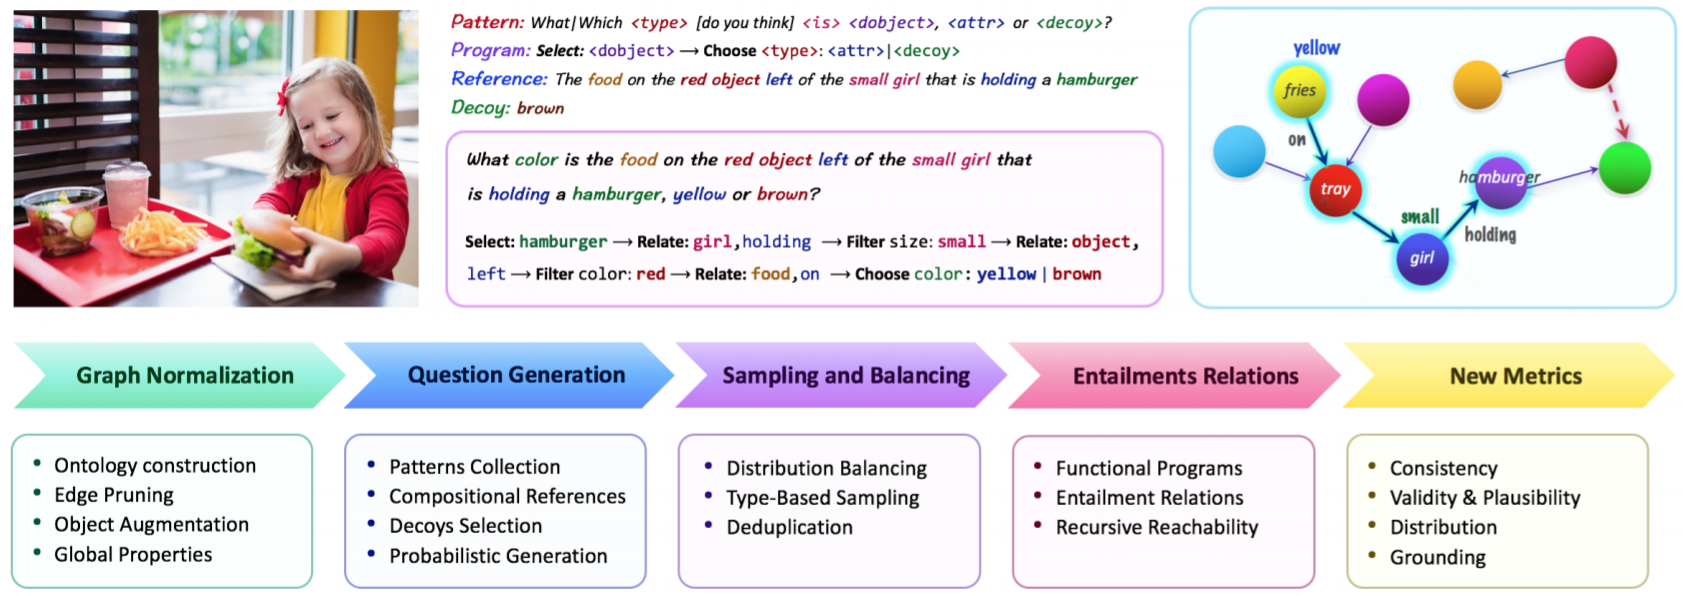 Pattern: What|Which <type> [do you think] <is> <dobject>, <attr> or <decoy>?
Program: Select: <dobject> → Choose <type>: <attr>|<decoy>
Reference: The food on the red object left of the small girl that is holding a hamburger
Decoy: brown
What color is the food on the red object left of the small girl that
is holding a hamburger, yellow or brown?
Select: hamburger → Relate: girl,holding → Filter size: small → Relate: object,
left → Filter color: red → Relate: food,on → Choose color: yellow | brown
yellow
fries
on
tray
small
girl
holding
hamburger
Graph Normalization
Ontology construction
Edge Pruning
Object Augmentation
Global Properties
Question Generation
Patterns Collection
Compositional References
Decoys Selection
Probabilistic Generation
Sampling and Balancing
Distribution Balancing
Type-Based Sampling
Deduplication
Entailments Relations
Functional Programs
Entailment Relations
Recursive Reachability
New Metrics
Consistency
Validity & Plausibility
Distribution
Grounding